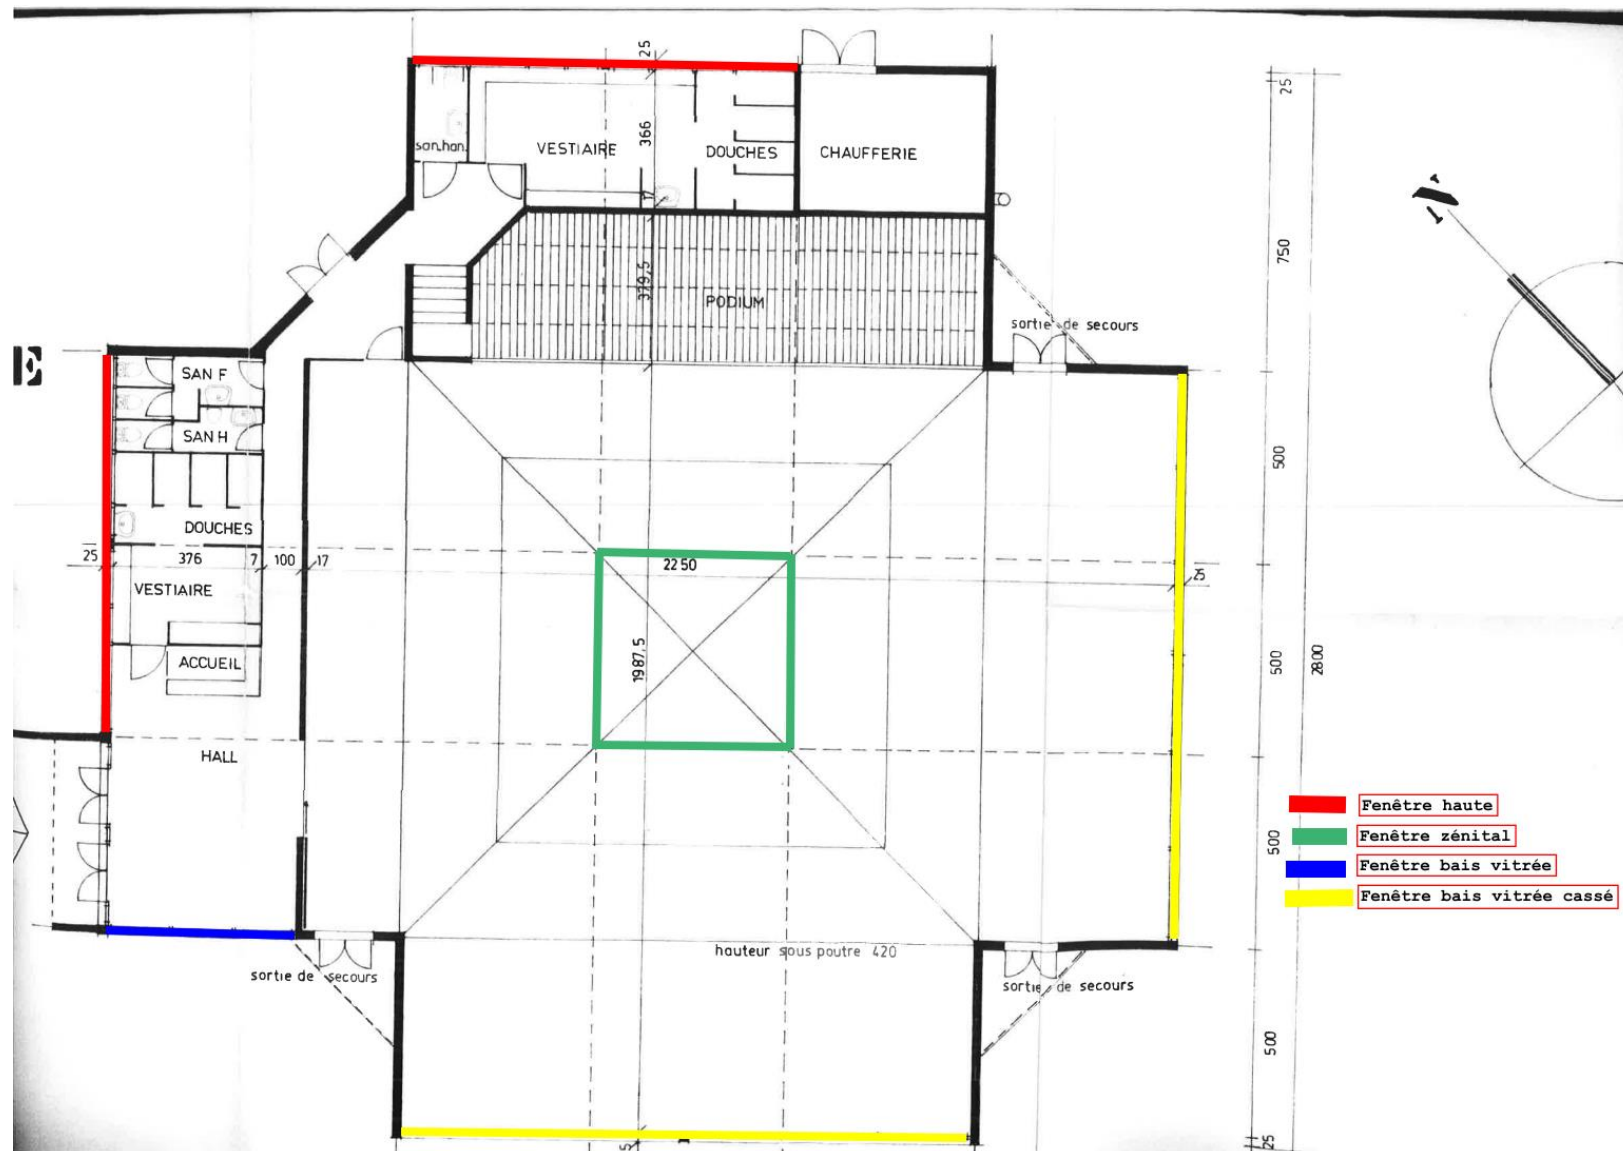 25
san.han.
VESTIAIRE
366
DOUCHES
CHAUFFERIE
17
25
N
750
379,5
PODIUM
sortie de secours
E
SAN F
SAN H
500
DOUCHES
25
376
7
100
17
2250
25
VESTIAIRE
1987,5
ACCUEIL
500
2800
HALL
Fenêtre haute
Fenêtre zénital
500
Fenêtre bais vitrée
Fenêtre bais vitrée cassé
hauteur sous poutre 420
sortie de secours
sortie de secours
500
25